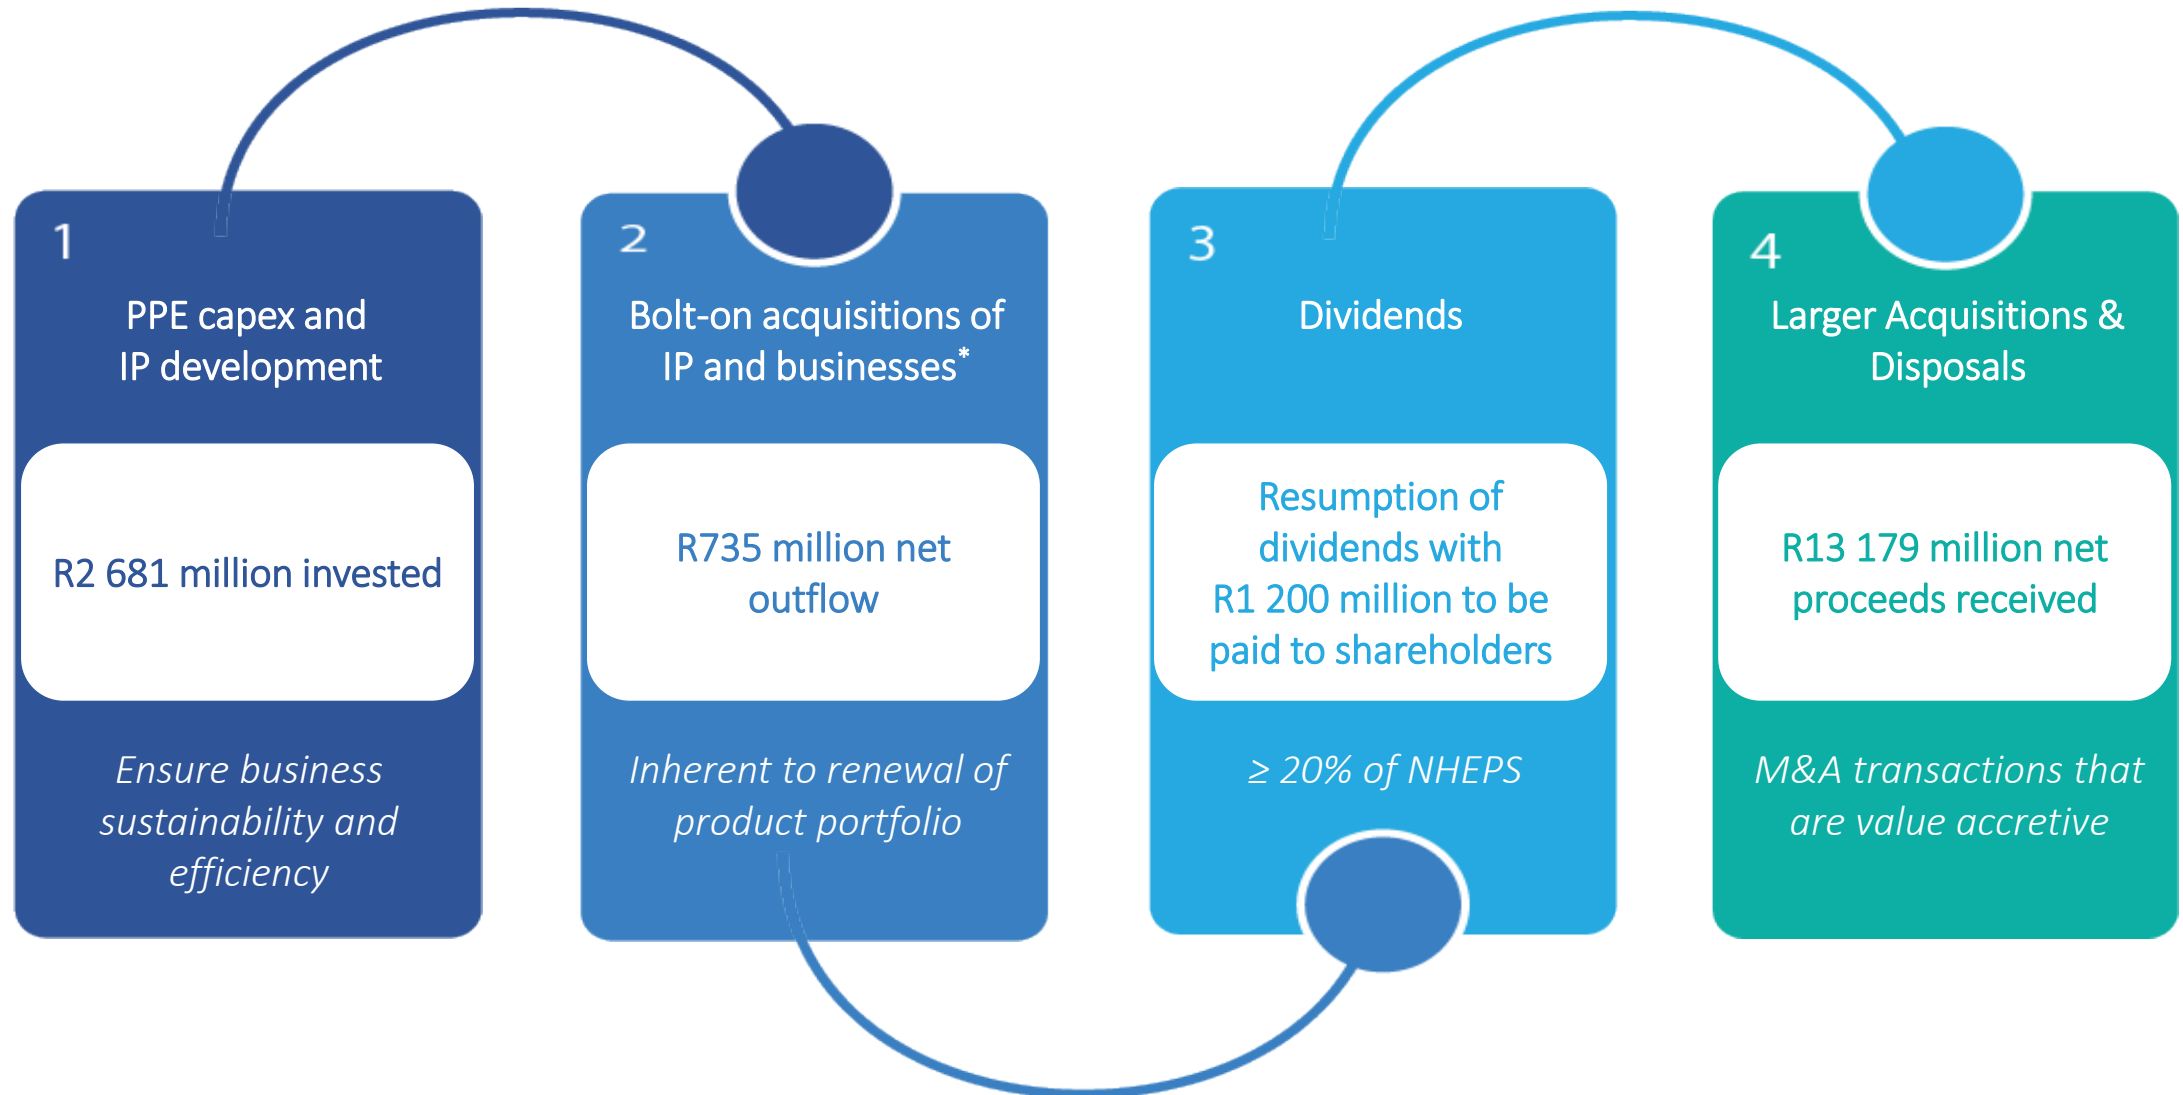 1
PPE capex and
IP development
R2 681 million invested
Ensure business
sustainability and
efficiency
2
Bolt-on acquisitions of
IP and businesses*
R735 million net
outflow
Inherent to renewal of
product portfolio
3
Dividends
Resumption of
dividends with
R1 200 million to be
paid to shareholders
≥ 20% of NHEPS
4
Larger Acquisitions &
Disposals
R13 179 million net
proceeds received
M&A transactions that
are value accretive